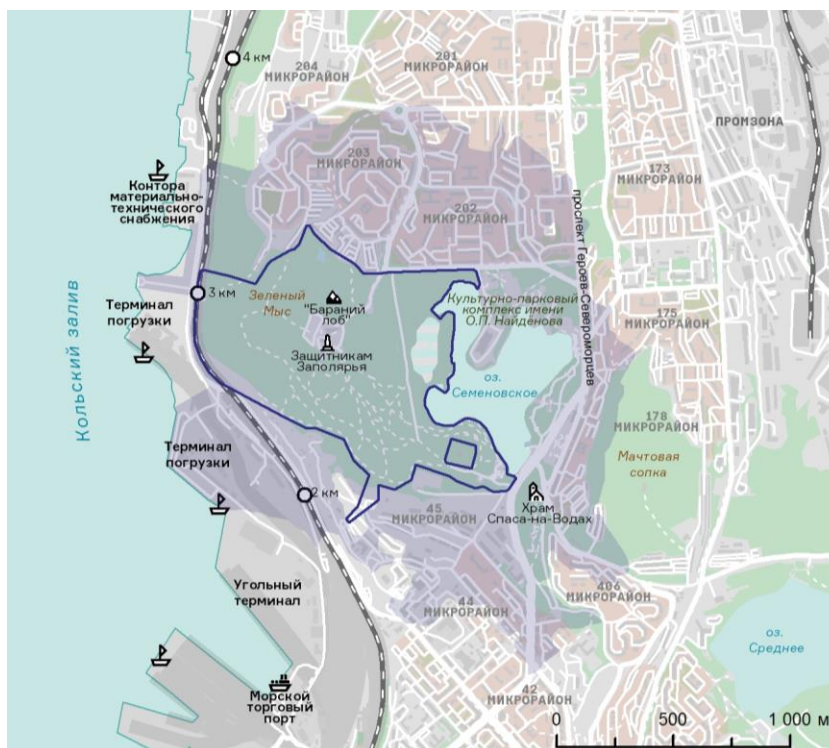 4 км
204
МИКРОРАЙОН
201
МИКРОРАЙОН
ПРОМЗОНА
203
МИКРОРАЙОН
173
МИКРОРАЙОН
Контора
материально-
технического
снабжения
202
МИКРОРАЙОН
проспект Героев-Североморцев
3 км
Зеленый
Мыс
"Бараний
лоб"
Культурно-парковый
комплекс имени
О.П. Найдёнова
Терминал
погрузки
175
МИКРОРАЙОН
Защитникам
Заполярья
Кольский залив
оз.
Семеновское
178
МИКРОРАЙОН
Мачтовая
сопка
Терминал
погрузки
2 км
45
МИКРОРАЙОН
Храм
Спаса-на-Водах
Угольный
терминал
406
МИКРОРАЙОН
44
МИКРОРАЙОН
оз.
Среднее
42
МИКРОРАЙОН
Морской
торговый
порт
0 500 1 000 м